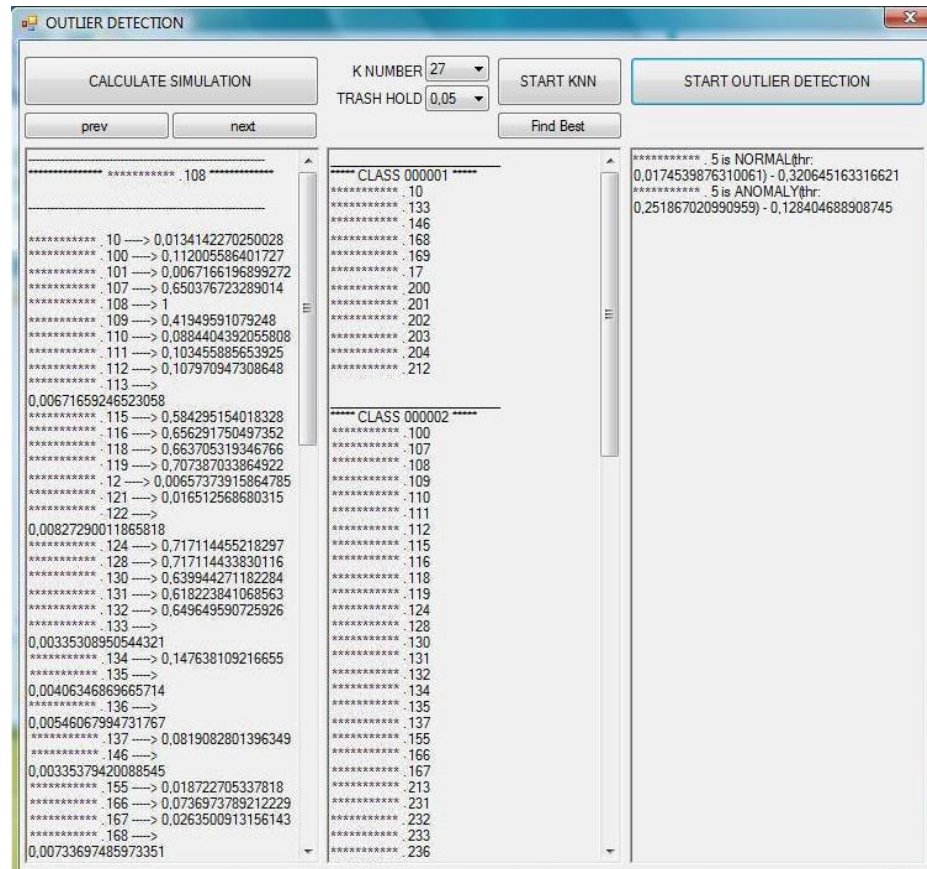 OUTLIER DETECTION
CALCULATE SIMULATION
K NUMBER 27
TRASH HOLD 0,05
START KNN
START OUTLIER DETECTION
prev
next
Find Best
*************** *********** .108 **************
*********** . 10 ----> 0,0134142270250028
*********** . 100 ----> 0,112005586401727
*********** . 101 ----> 0,0067166196899272
*********** . 107 ----> 0,650376723289014
*********** . 108 ----> 1
*********** . 109 ----> 0,41949591079248
*********** . 110 ----> 0,0884404392055808
*********** . 111 ----> 0,103455885653925
*********** . 112 ----> 0,107970947308648
*********** . 113 ---->
0,00671659246523058
*********** . 115 ----> 0,584295154018328
*********** . 116 ----> 0,656291750497352
*********** . 118 ----> 0,663705319346766
*********** . 119 ----> 0,707387033864922
*********** . 12 ----> 0,00657373915864785
*********** . 121 ----> 0,016512568680315
*********** . 122 ---->
0,00827290011865818
*********** . 124 ----> 0,717114455218297
*********** . 128 ----> 0,717114433830116
*********** . 130 ----> 0,639944271182284
*********** . 131 ----> 0,618223841068563
*********** . 132 ----> 0,649649590725926
*********** . 133 ---->
0,00335308950544321
*********** . 134 ----> 0,147638109216655
*********** . 135 ---->
0,00406346869665714
*********** . 136 ---->
0,00546067994731767
*********** . 137 ----> 0,0819082801396349
*********** . 146 ---->
0,00335379420088545
*********** . 155 ----> 0,018722705337818
*********** . 166 ----> 0,0736973789212229
*********** . 167 ----> 0,0263500913156143
*********** . 168 ---->
0,00733697485973351
***** CLASS 000001 *****
*********** . 10
*********** . 133
*********** . 146
*********** . 168
*********** . 169
*********** . 17
*********** . 200
*********** . 201
*********** . 202
*********** . 203
*********** . 204
*********** . 212
***** CLASS 000002 *****
*********** . 100
*********** . 107
*********** . 108
*********** . 109
*********** . 110
*********** . 111
*********** . 112
*********** . 115
*********** . 116
*********** . 118
*********** . 119
*********** . 124
*********** . 128
*********** . 130
*********** . 131
*********** . 132
*********** . 134
*********** . 135
*********** . 137
*********** . 155
*********** . 166
*********** . 167
*********** . 213
*********** . 231
*********** . 232
*********** . 233
*********** . 236
*********** . 5 is NORMAL(thr:
0,0174539876310061) - 0,320645163316621
*********** . 5 is ANOMALY(thr:
0,251867020990959) - 0,128404688908745